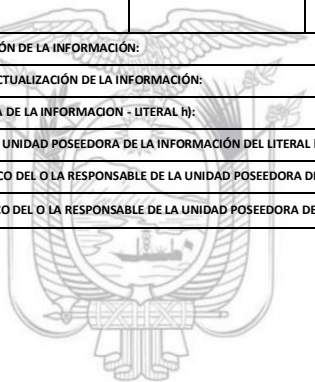 ÓN DE LA INFORMACIÓN:
CTUALIZACIÓN DE LA INFORMACIÓN:
A DE LA INFORMACION - LITERAL h):
UNIDAD POSEEDORA DE LA INFORMACIÓN DEL LITERAL
CO DEL O LA RESPONSABLE DE LA UNIDAD POSEEDORA DE
CO DEL O LA RESPONSABLE DE LA UNIDAD POSEEDORA DE